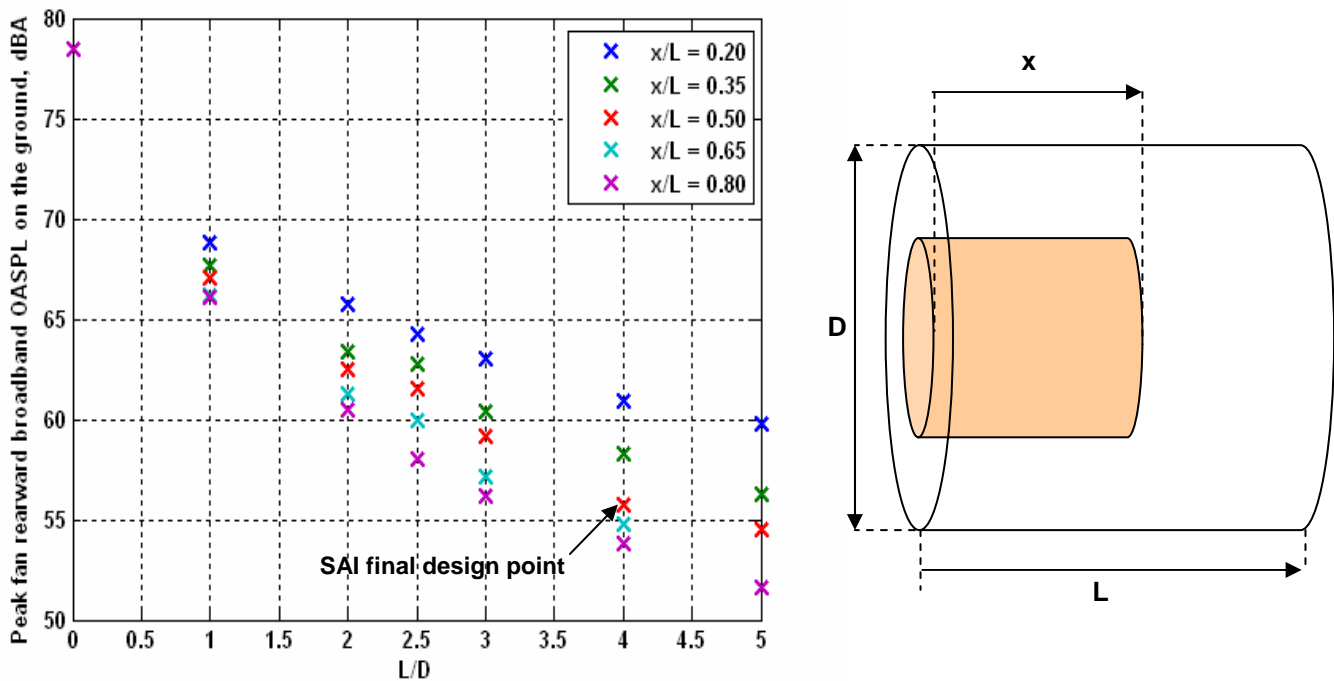 Peak fan rearward broadband OASPL on the ground, dBA
80
75
70
65
60
55
50
0
0.5
1
1.5
2
2.5
3
3.5
4
4.5
5
L/D
x/L = 0.20
x/L = 0.35
x/L = 0.50
x/L = 0.65
x/L = 0.80
SAI final design point
x
D
L